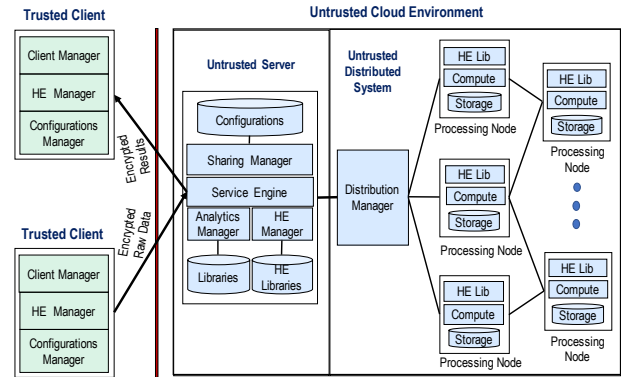 Trusted Client
Untrusted Cloud Environment
Client Manager
HE Manager
Configurations
Manager
Encrypted
Results
Encrypted
Raw Data
Trusted Client
Client Manager
HE Manager
Configurations
Manager
Untrusted Server
Configurations
Sharing Manager
Service Engine
Analytics
Manager
HE
Manager
Libraries
HE
Libraries
Untrusted
Distributed
System
Distribution
Manager
HE Lib
Compute
Storage
Processing Node
HE Lib
Compute
Storage
Processing Node
HE Lib
Compute
Storage
Processing Node
HE Lib
Compute
Storage
Processing
Node
HE Lib
Compute
Storage
Processing
Node